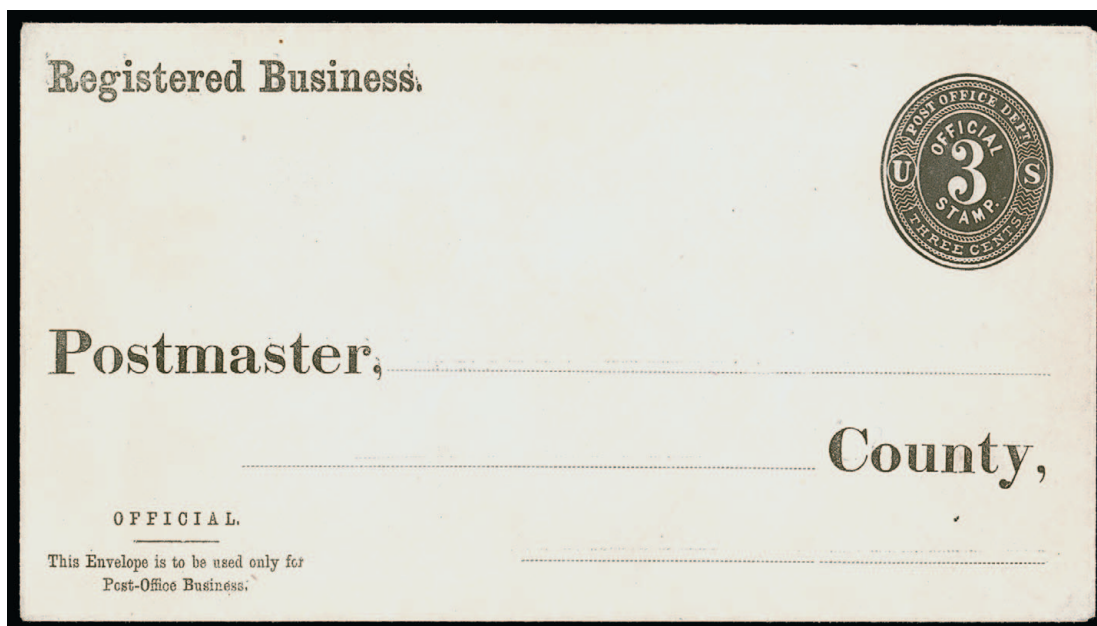 Registered Business.
POST OFFICE DEPT
OFFICIAL
U 3 S
STAMP.
THREE CENTS
Postmaster,
County,
OFFICIAL.
This Envelope is to be used only for
Post-Office Business.